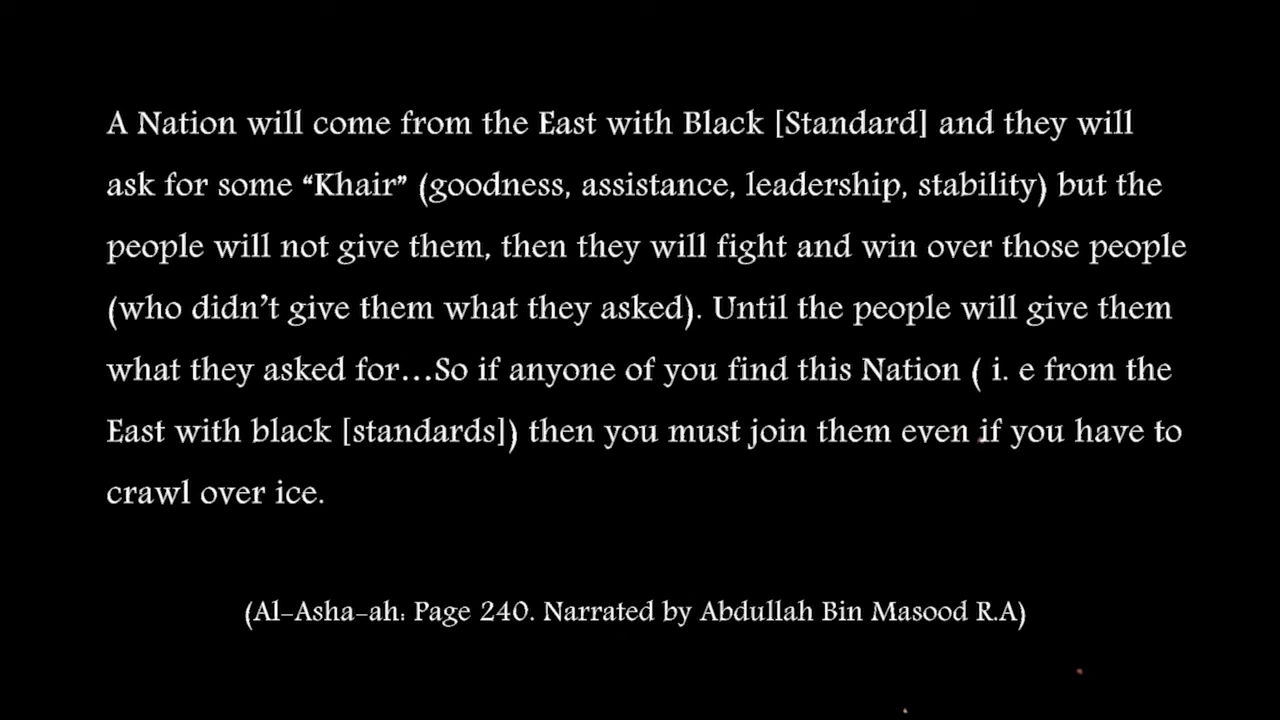 A Nation will come from the East with Black [Standard] and they will
ask for some “Khair” (goodness, assistance, leadership, stability) but the
people will not give them, then they will fight and win over those people
(who didn’t give them what they asked). Until the people will give them
what they asked for...So if anyone of you find this Nation ( i. e from the
East with black [standards]) then you must join them even if you have to
crawl over ice.
(Al-Asha-ah: Page 240. Narrated by Abdullah Bin Masood R.A)